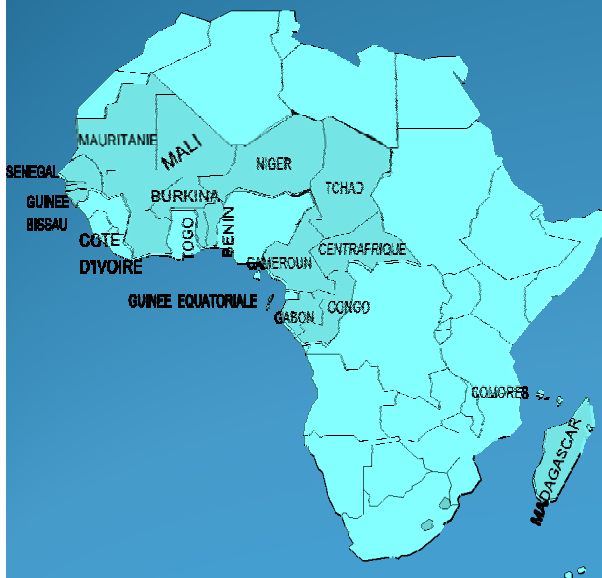 MAURITANIE
MALI
NIGER
SENEGAL
TCHAD
BURKINA
GUINEE
BISSAU
TOGO
BENIN
COTE
D'IVOIRE
CENTRAFRIQUE
CAMEROUN
GUINEE EQUATORIALE
GABON
CONGO
COMORES
MADAGASCAR